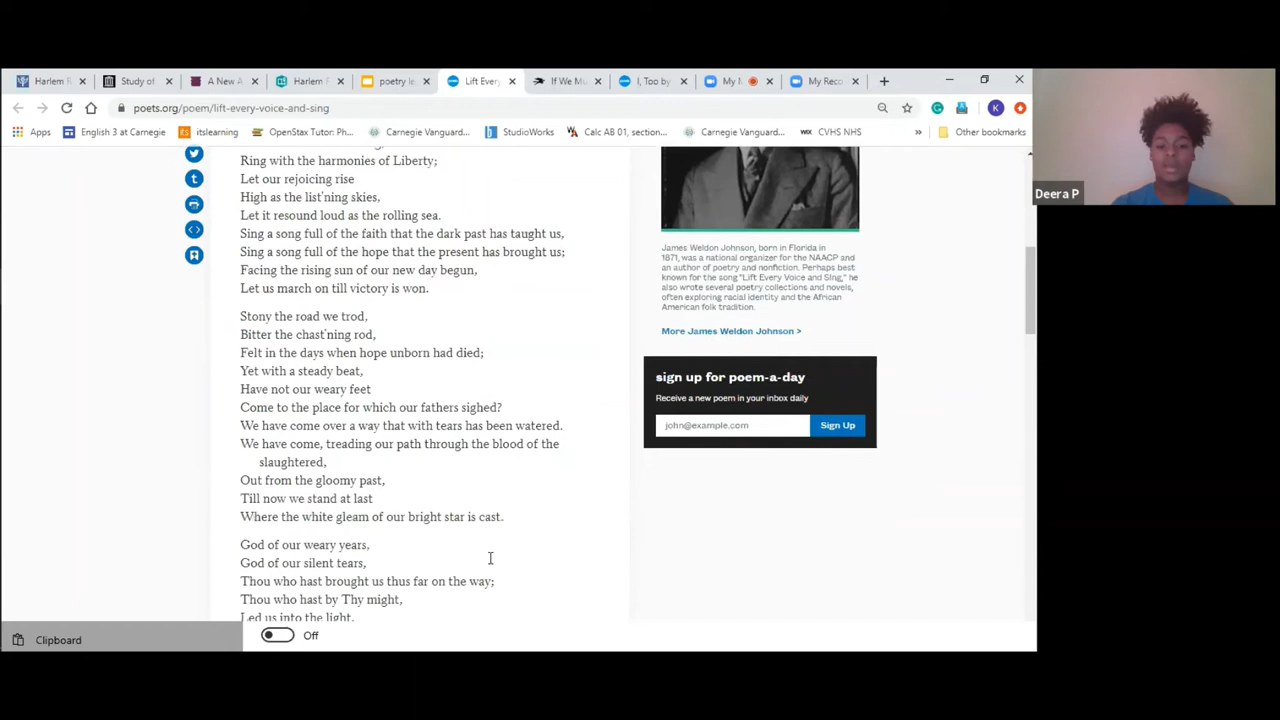 Harlem R
Study of
A New A
Harlem F
poetry le
Lift Every
If We Mu
I, Too by
My M
My Reco
poets.org/poem/lift-every-voice-and-sing
Apps
English 3 at Carnegie
itslearning
OpenStax Tutor: Ph...
Carnegie Vanguard...
StudioWorks
Calc AB 01, section...
Carnegie Vanguard...
WIX CVHS NHS
»
Other bookmarks
Ring with the harmonies of Liberty;
Let our rejoicing rise
High as the list'ning skies,
Let it resound loud as the rolling sea.
Sing a song full of the faith that the dark past has taught us,
Sing a song full of the hope that the present has brought us;
Facing the rising sun of our new day begun,
Let us march on till victory is won.
Stony the road we trod,
Bitter the chast'ning rod,
Felt in the days when hope unborn had died;
Yet with a steady beat,
Have not our weary feet
Come to the place for which our fathers sighed?
We have come over a way that with tears has been watered.
We have come, treading our path through the blood of the
slaughtered,
Out from the gloomy past,
Till now we stand at last
Where the white gleam of our bright star is cast.
God of our weary years,
God of our silent tears,
Thou who hast brought us thus far on the way;
Thou who hast by Thy might,
Led us into the light,
James Weldon Johnson, born in Florida in
1871, was a national organizer for the NAACP and
an author of poetry and nonfiction. Perhaps best
known for the song "Lift Every Voice and Sing," he
also wrote several poetry collections and novels,
often exploring racial identity and the African
American folk tradition.
More James Weldon Johnson >
sign up for poem-a-day
Receive a new poem in your inbox daily
john@example.com
Sign Up
Clipboard
Off
K
Deera P